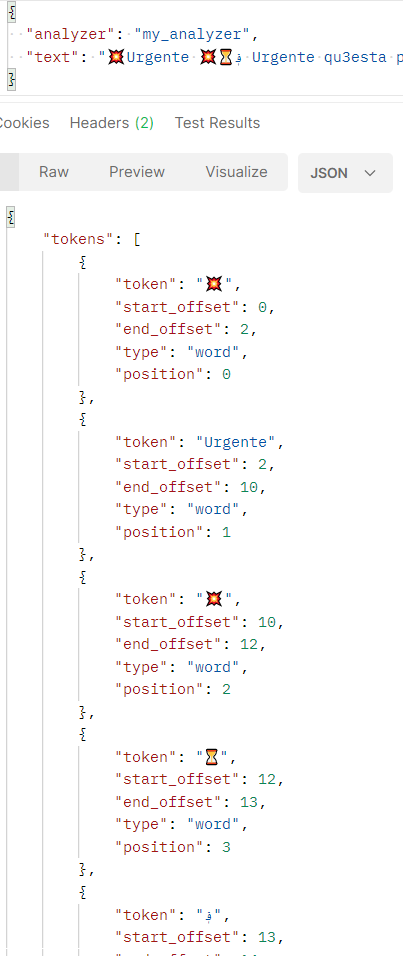 {
"analyzer": "my_analyzer",
"text": "💥Urgente 💥⏳؋ Urgente qu3esta p
}
Cookies Headers (2) Test Results
Raw Preview Visualize JSON
{
"tokens": [
{
"token": "💥",
"start_offset": 0,
"end_offset": 2,
"type": "word",
"position": 0
},
{
"token": "Urgente",
"start_offset": 2,
"end_offset": 10,
"type": "word",
"position": 1
},
{
"token": "💥",
"start_offset": 10,
"end_offset": 12,
"type": "word",
"position": 2
},
{
"token": "⏳",
"start_offset": 12,
"end_offset": 13,
"type": "word",
"position": 3
},
{
"token": "؋",
"start_offset": 13,